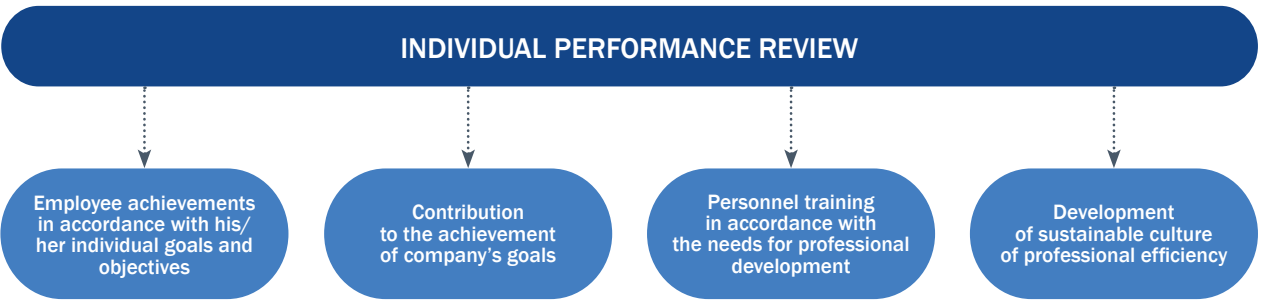 INDIVIDUAL PERFORMANCE REVIEW
Employee achievements
in accordance with his/
her individual goals and
objectives
Contribution
to the achievement
of company’s goals
Personnel training
in accordance with
the needs for professional
development
Development
of sustainable culture
of professional efficiency